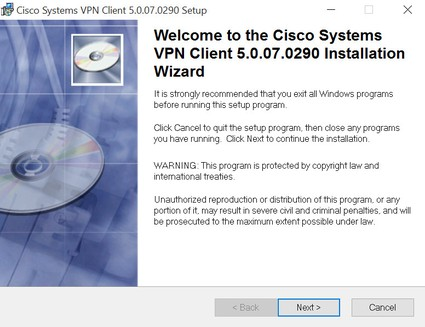 Cisco Systems VPN Client 5.0.07.0290 Setup
Welcome to the Cisco Systems
VPN Client 5.0.07.0290 Installation
Wizard
It is strongly recommended that you exit all Windows programs
before running this setup program.
Click Cancel to quit the setup program, then close any programs
you have running. Click Next to continue the installation.
WARNING: This program is protected by copyright law and
international treaties.
Unauthorized reproduction or distribution of this program, or any
portion of it, may result in severe civil and criminal penalties, and will
be prosecuted to the maximum extent possible under law.
< Back
Next >
Cancel